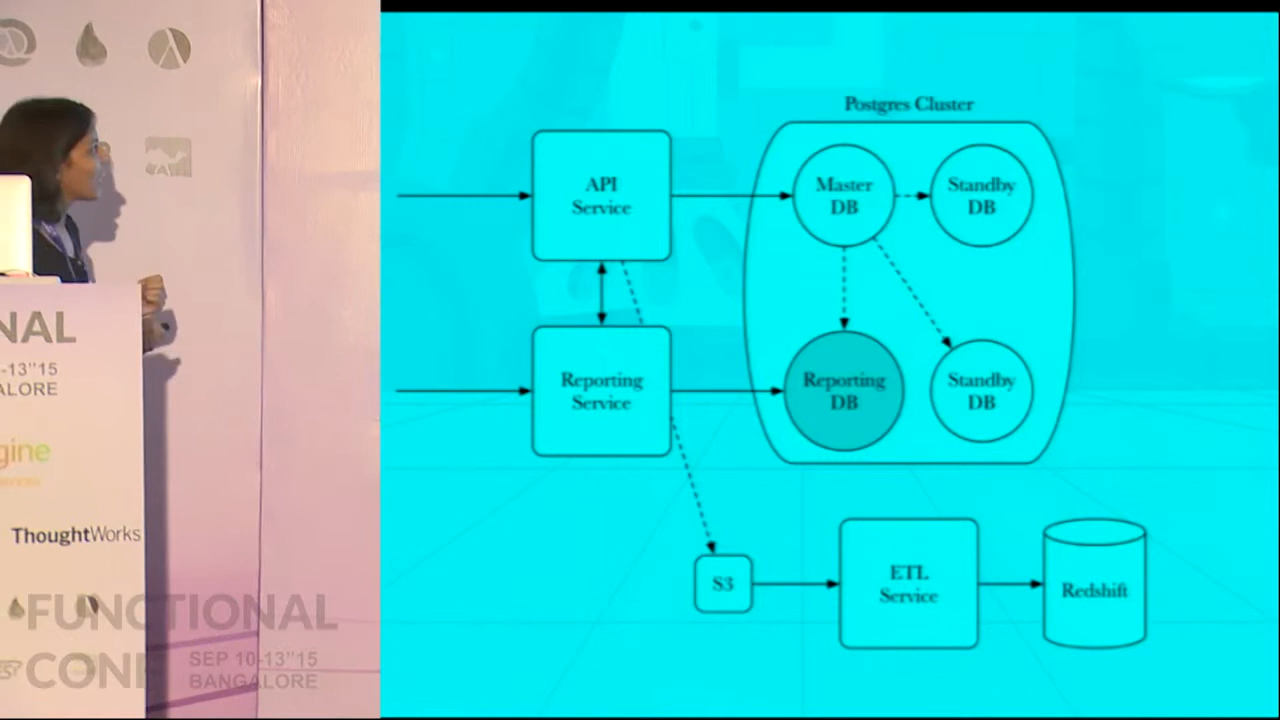 NAL
-13"15
ALORE
gine
ThoughtWorks
FUNCTIONAL
CONF
SEP 10-13"15
BANGALORE
Postgres Cluster
API
Service
Master
DB
Standby
DB
Reporting
Service
Reporting
DB
Standby
DB
S3
ETL
Service
Redshift